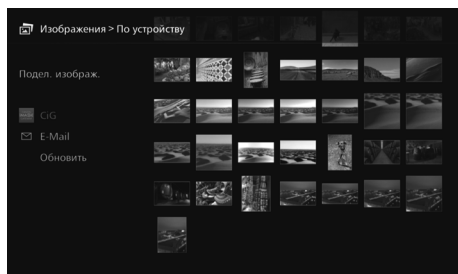 Изображения > По устройству
Подел. изображ.
CiG
E-Mail
Обновить